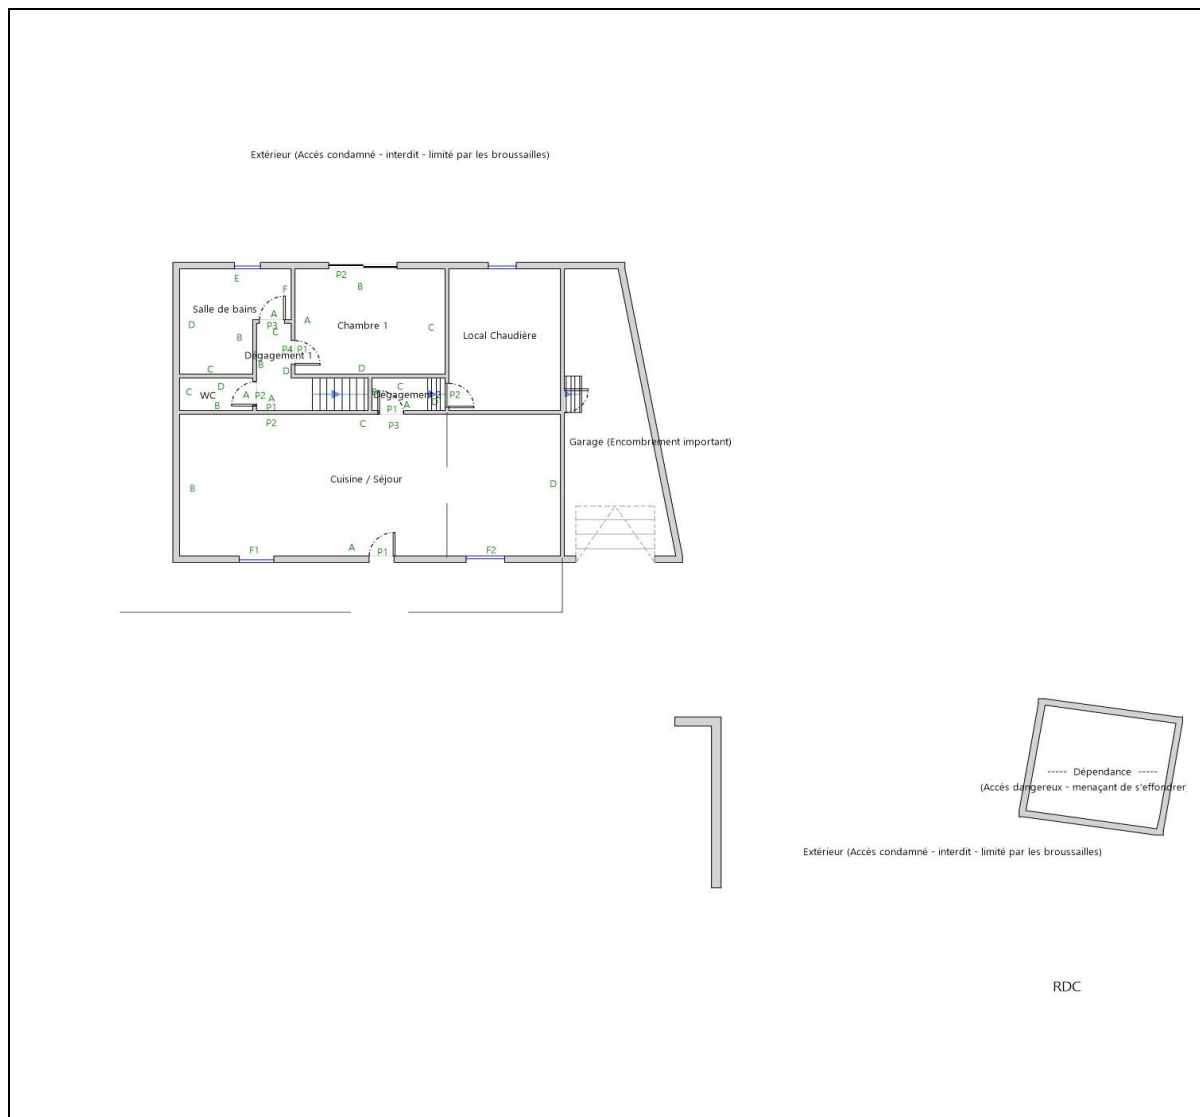 Extérieur (Accès condamné - interdit - limité par les broussailles)
E
P2
F
B
Salle de bains
A
D
P3
A
Chambre 1
C
C
B
Local Chaudière
P4
P1
Dégagement 1
B
C
D
D
D
C
C
WC
A
P2
A
Dégagement 2
P2
B
P1
P1
A
D
P2
C
P3
Garage (Encombrement important)
Cuisine / Séjour
B
D
F1
A
P1
F2
----- Dépendance -----
(Accès dangereux - menaçant de s'effondrer)
Extérieur (Accès condamné - interdit - limité par les broussailles)
RDC